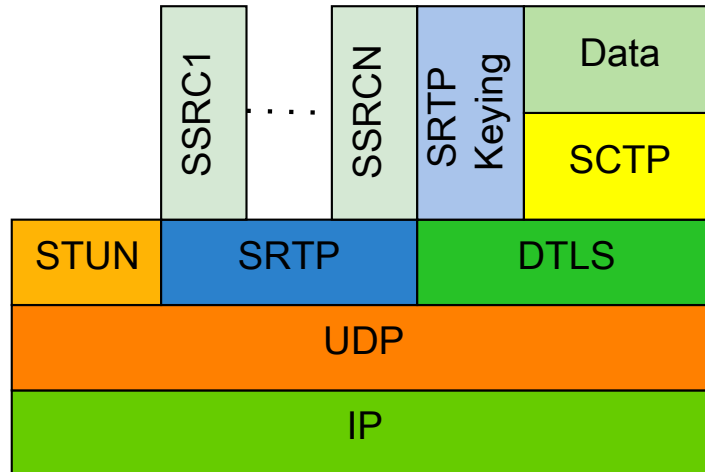 SSRC1
. . . .
SSRCN
SRTP
Keying
Data
SCTP
STUN
SRTP
DTLS
UDP
IP